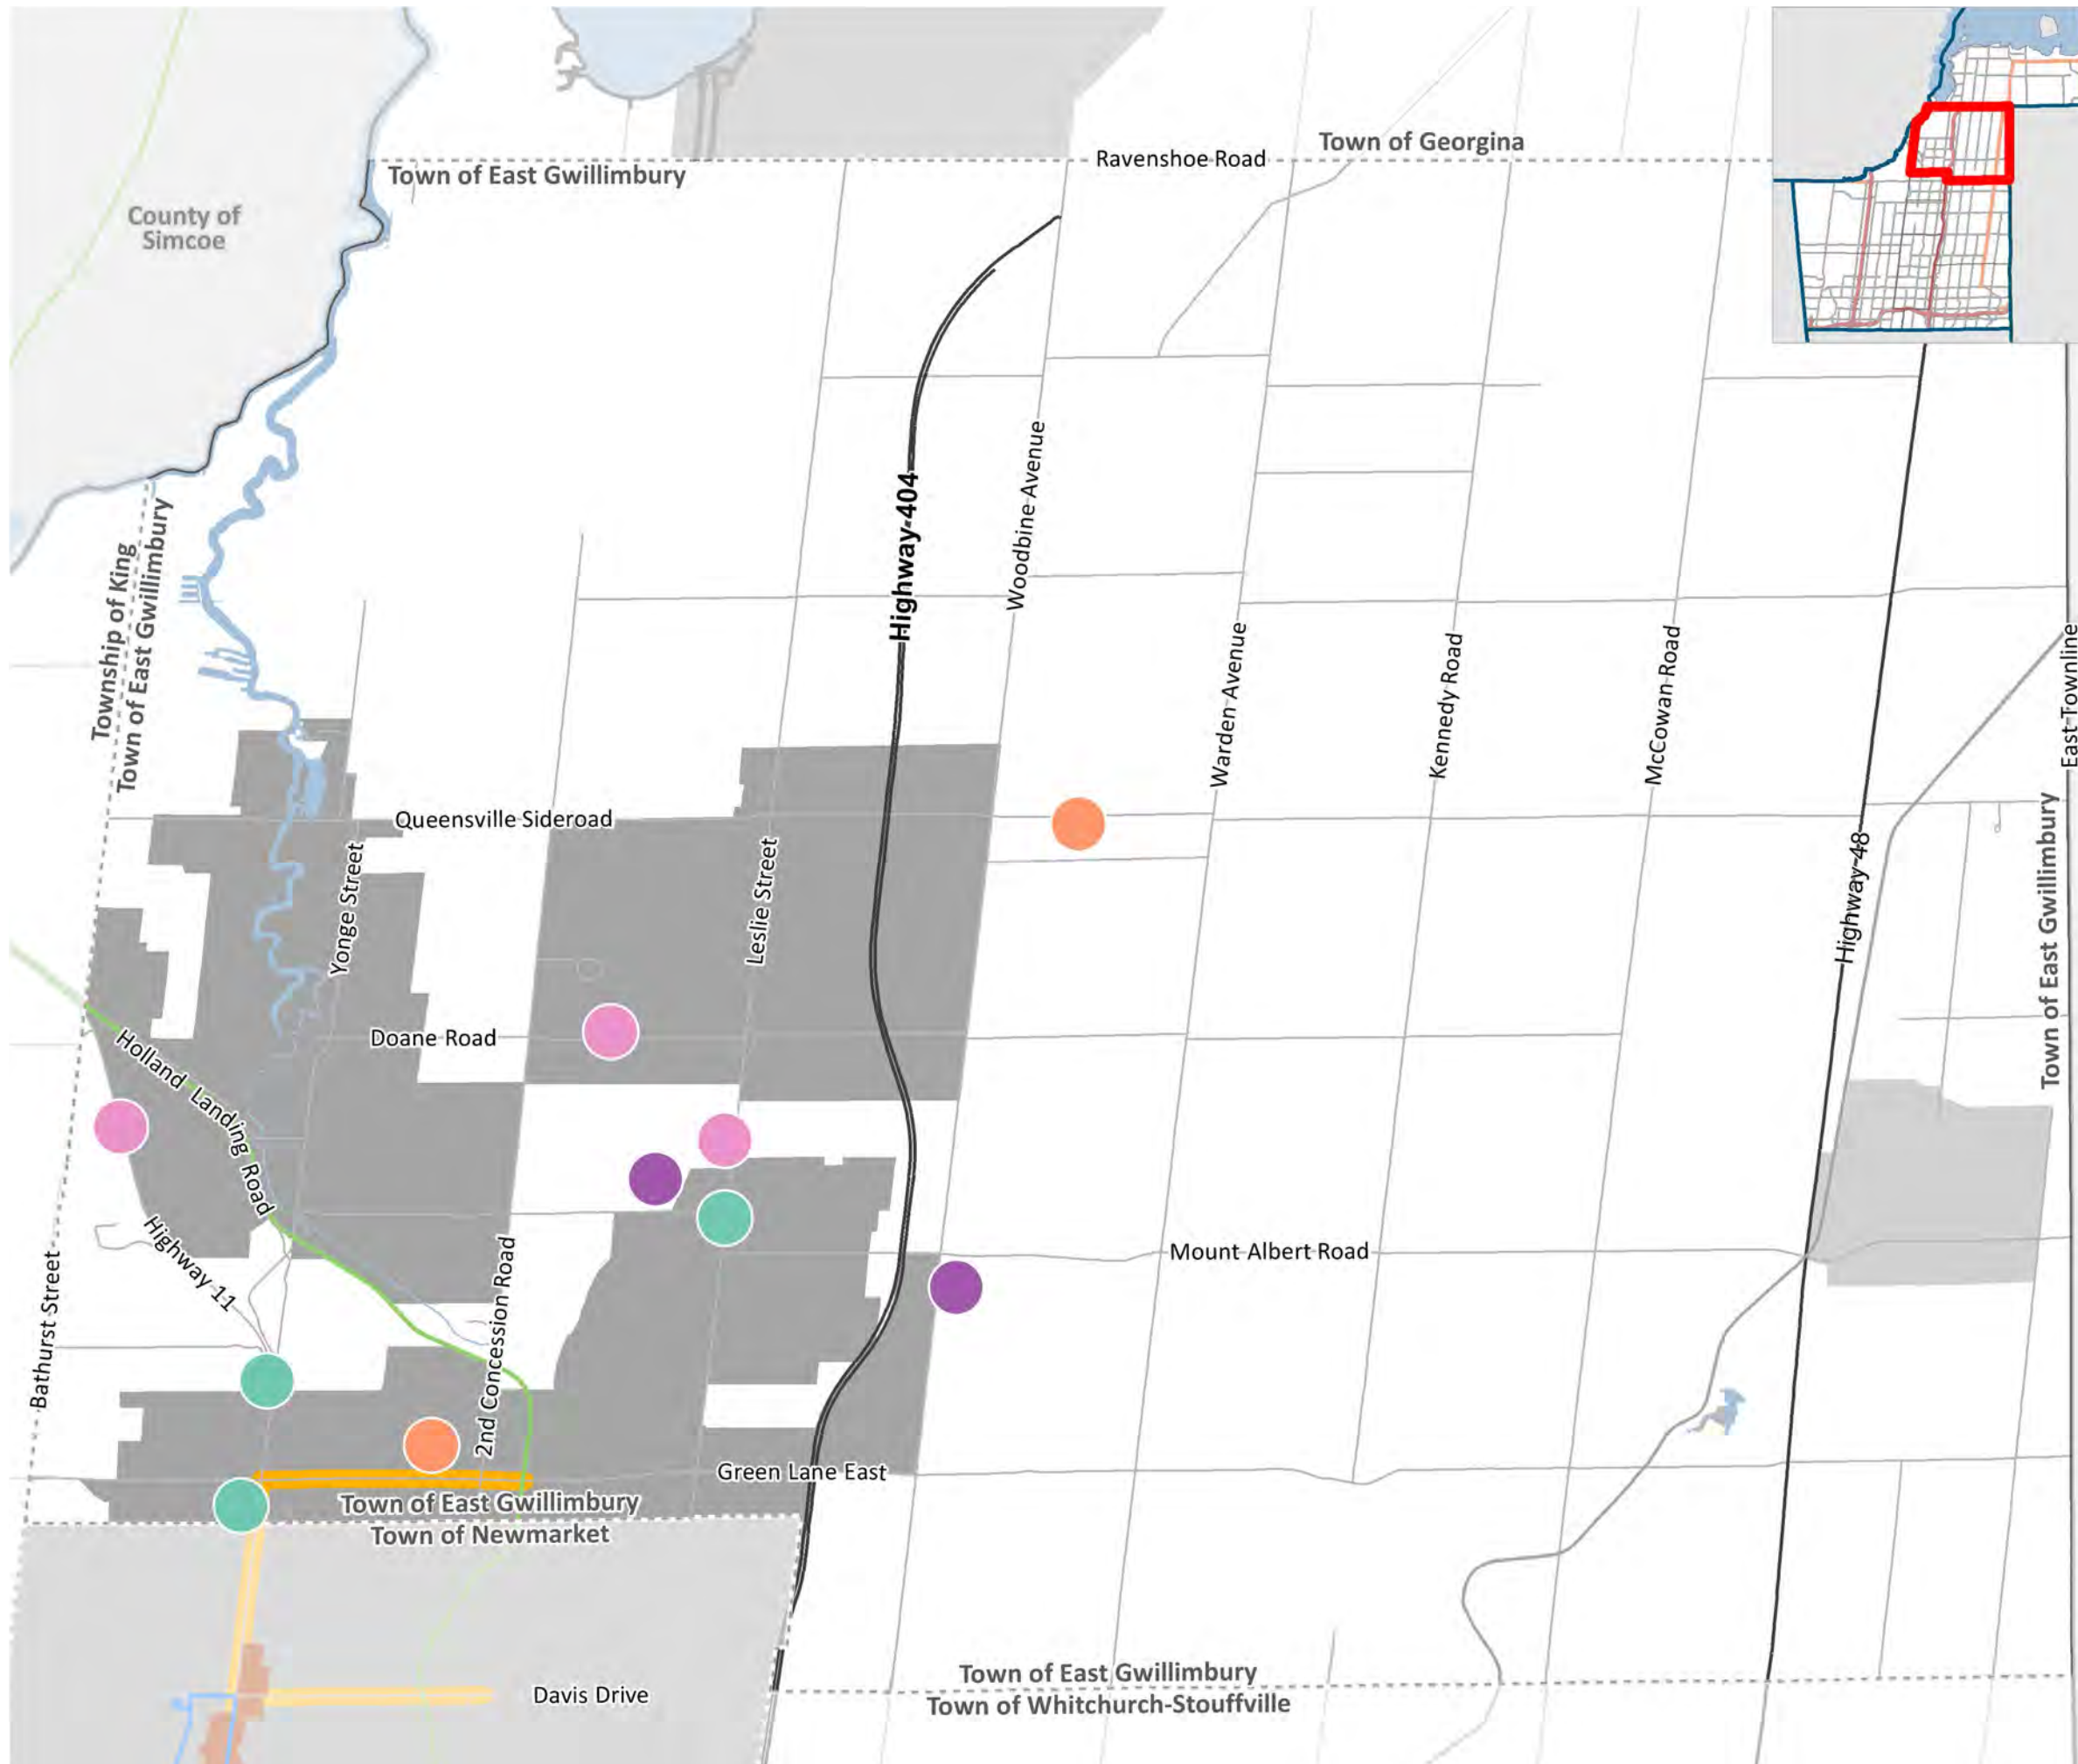 Ravenshoe Road
Town of Georgina
Town of East Gwillimbury
County of
Simcoe
Highway 404
Woodbine Avenue
Township of King
Town of East Gwillimbury
Warden Avenue
Kennedy Road
McCowan Road
East Townline
Queensville Sideroad
Yonge Street
Leslie Street
Highway 48
Town of East Gwillimbury
Doane Road
Holland Landing Road
Highway 11
Mount Albert Road
Bathurst Street
2nd Concession Road
Green Lane East
Town of East Gwillimbury
Town of Newmarket
Town of East Gwillimbury
Town of Whitchurch-Stouffville
Davis Drive